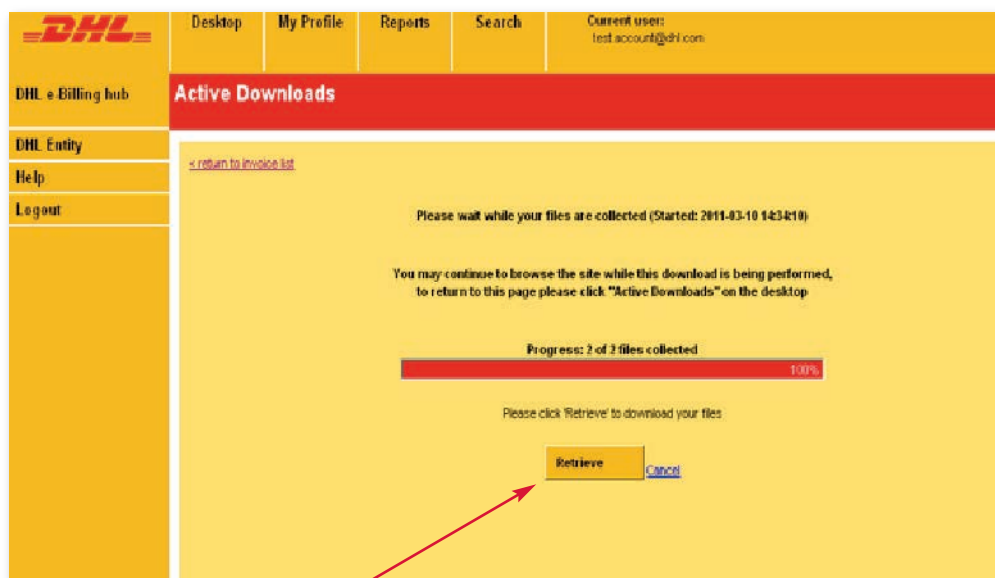 DHL
Desktop
My Profile
Reports
Search
Current user:
test.account@dhl.com
DHL e-Billing hub
Active Downloads
DHL Entity
Help
Logout
< return to invoice list
Please wait while your files are collected (Started: 2011-03-10 14:34:10)
You may continue to browse the site while this download is being performed,
to return to this page please click "Active Downloads" on the desktop
Progress: 2 of 2 files collected
100%
Please click 'Retrieve' to download your files
Retrieve
Cancel